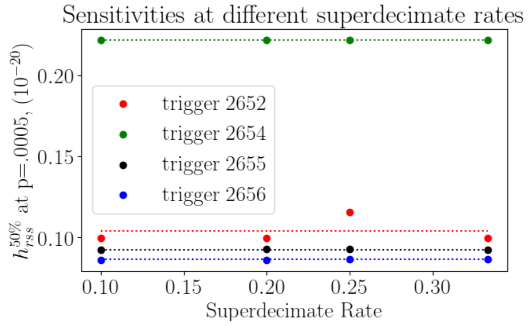 Sensitivities at different superdecimate rates
h_{rss}^{50%} at p=.0005, (10^{-20})
0.20
0.15
0.10
trigger 2652
trigger 2654
trigger 2655
trigger 2656
0.10 0.15 0.20 0.25 0.30
Superdecimate Rate